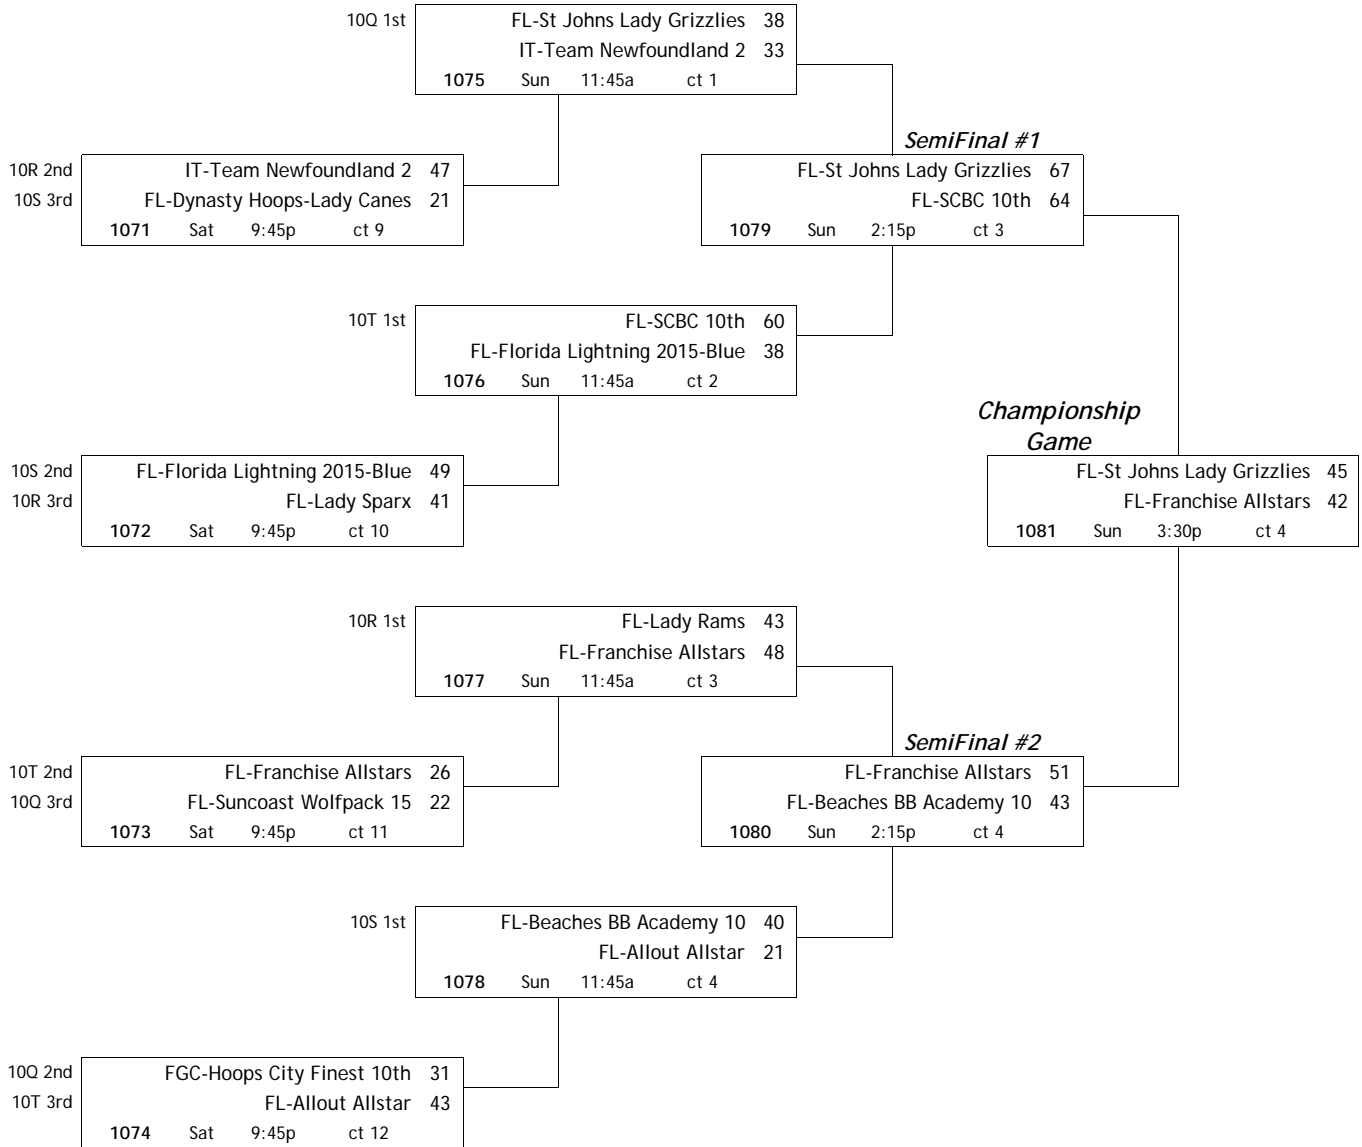 10Q 1st
FL-St Johns Lady Grizzlies 38
IT-Team Newfoundland 2 33
1075 Sun 11:45a ct 1
SemiFinal #1
10R 2nd IT-Team Newfoundland 2 47
10S 3rd FL-Dynasty Hoops-Lady Canes 21
1071 Sat 9:45p ct 9
FL-St Johns Lady Grizzlies 67
FL-SCBC 10th 64
1079 Sun 2:15p ct 3
10T 1st FL-SCBC 10th 60
FL-Florida Lightning 2015-Blue 38
1076 Sun 11:45a ct 2
Championship
Game
10S 2nd FL-Florida Lightning 2015-Blue 49
10R 3rd FL-Lady Sparx 41
1072 Sat 9:45p ct 10
FL-St Johns Lady Grizzlies 45
FL-Franchise Allstars 42
1081 Sun 3:30p ct 4
10R 1st FL-Lady Rams 43
FL-Franchise Allstars 48
1077 Sun 11:45a ct 3
SemiFinal #2
10T 2nd FL-Franchise Allstars 26
10Q 3rd FL-Suncoast Wolfpack 15 22
1073 Sat 9:45p ct 11
FL-Franchise Allstars 51
FL-Beaches BB Academy 10 43
1080 Sun 2:15p ct 4
10S 1st FL-Beaches BB Academy 10 40
FL-Allout Allstar 21
1078 Sun 11:45a ct 4
10Q 2nd FGC-Hoops City Finest 10th 31
10T 3rd FL-Allout Allstar 43
1074 Sat 9:45p ct 12